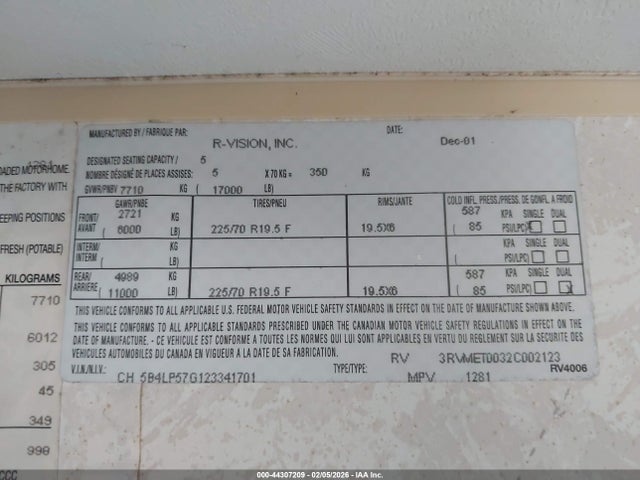 MANUFACTURED BY / FABRIQUE PAR: R-VISION, INC. DATE: Dec-01
DESIGNATED SEATING CAPACITY / 5
NOMBRE DÉSIGNÉ DE PLACES ASSISES: 5 X 70 KG = 350 KG
GVWR/PNBV 7710 KG ( 17000 LB)
GAWR/PNBE TIRES/PNEU RIMS/JANTE COLD INFL. PRESS/PRESS. DE GONFL. A FROID
FRONT/ 2721 KG 587 KPA SINGLE DUAL
AVANT ( 6000 LB) 225/70 R19.5 F 19.5X6 ( 85 PSI/LPC) X
INTERM/ KG KPA SINGLE DUAL
INTERM ( LB) ( PSI/LPC)
REAR/ 4989 KG 587 KPA SINGLE DUAL
ARRIÈRE ( 11000 LB) 225/70 R19.5 F 19.5X6 ( 85 PSI/LPC) X
THIS VEHICLE CONFORMS TO ALL APPLICABLE U.S. FEDERAL MOTOR VEHICLE SAFETY STANDARDS IN EFFECT ON THE DATE OF MANUFACTURE SHOWN ABOVE.
THIS VEHICLE CONFORMS TO ALL APPLICABLE STANDARDS PRESCRIBED UNDER THE CANADIAN MOTOR VEHICLE SAFETY REGULATIONS IN EFFECT ON THE
DATE OF MANUFACTURE - CE VÉHICULE EST CONFORME À TOUTES LES NORMES QUI LUI SONT APPLICABLES EN VERTU DU RÈGLEMENT SUR LA SECURITE DES
VEHICULES AUTOMOBILES DU CANADA EN VIGUEUR A LA DATE DE SA FABRICATION.
RV 3RVMET0032C002123
V.I.N./N.I.V. CH 5B4LP57G123341701 MPV 1281 RV4006
1281
OADED MOTORHOME.
THE FACTORY WITH
EEPING POSITIONS
FRESH (POTABLE)
KILOGRAMS
7710
6012
305
45
349
998
CCC
000-44307209 - 02/05/2026 - IAA Inc.